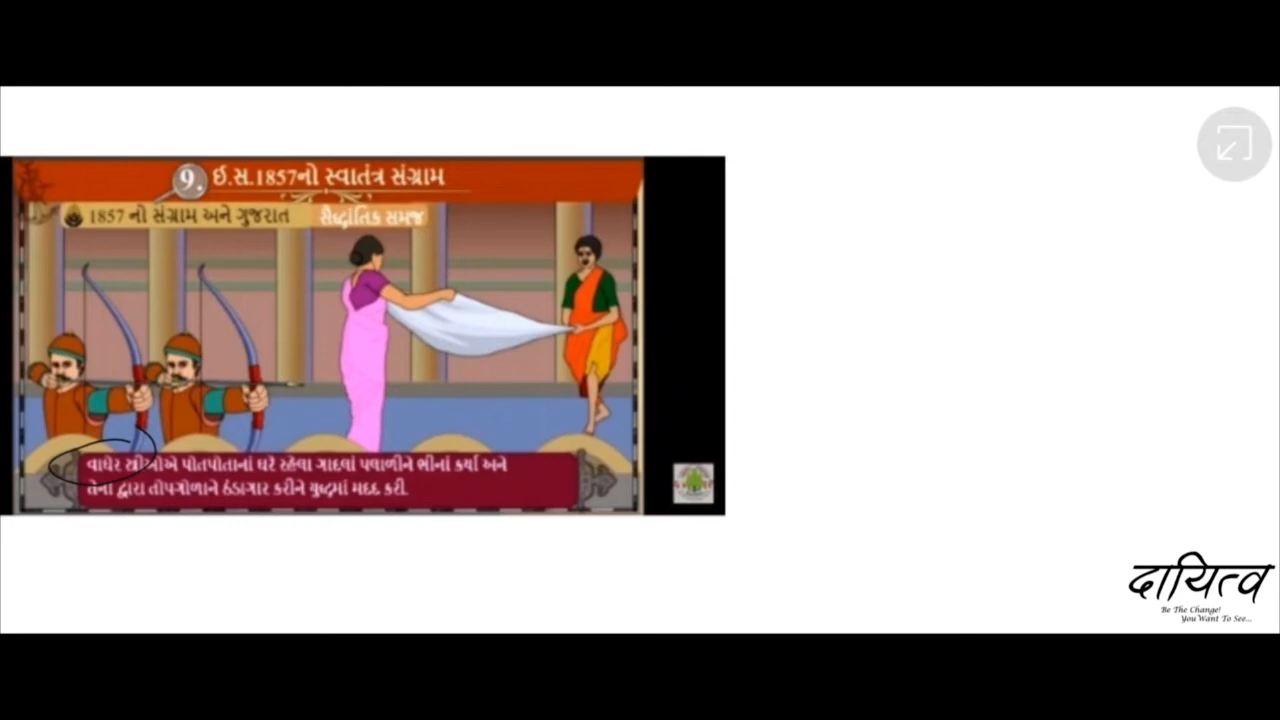 9. ઈ.સ.1857નો સ્વાતંત્ર સંગ્રામ
1857 નો સંગ્રામ અને ગુજરાત સૈદ્ધાંતિક સમજ
વાઘેર સ્ત્રીઓએ પોતપોતાનાં ઘરે રહેલા ગાદલાં પલાળીને ભીનાં કર્યાં અને
તેના દ્વારા તોપગોળાને ઠંડાગાર કરીને યુદ્ધમાં મદદ કરી.
दायित्व
Be The Change!
You Want To See...